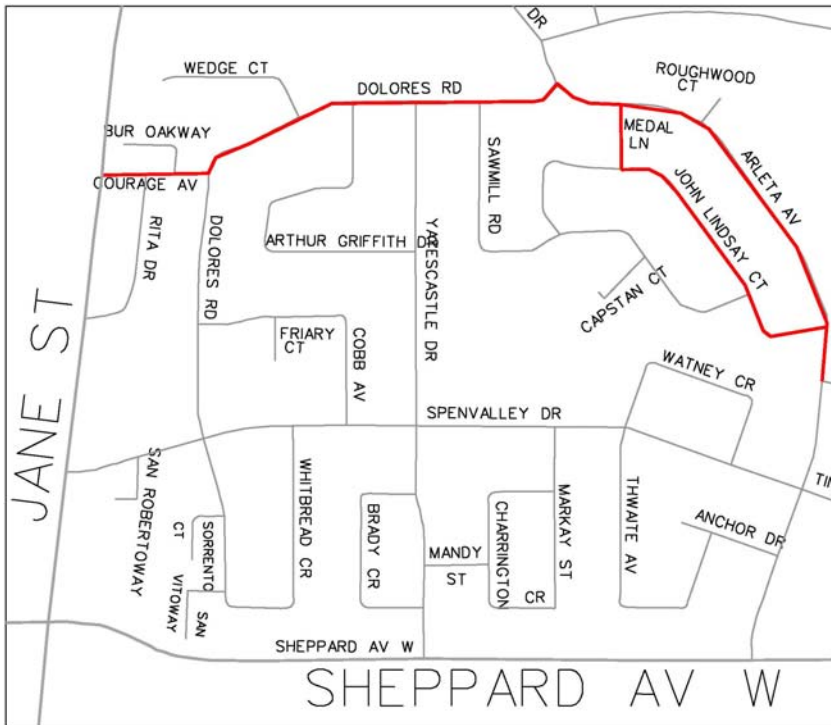 DR
WEDGE CT
ROUGHWOOD
CT
DOLORES RD
BUR OAKWAY
MEDAL
LN
ARLETA AV
COURAGE AV
SAWMILL RD
JOHN LINDSAY CT
RITA DR
DOLORES RD
ARTHUR GRIFFITH DR
YATESCASTLE DR
CAPSTAN CT
JANE ST
FRIARY
CT
COBB AV
WATNEY CR
SPENVALLEY DR
SAN ROBERTOWAY
WHITBREAD CR
BRADY CR
CHARRINGTON
CR
MARKAY ST
THWAITE AV
ANCHOR DR
SORRENTO
CT
MANDY
ST
SAN
VITOWAY
SHEPPARD AV W
SHEPPARD AV W